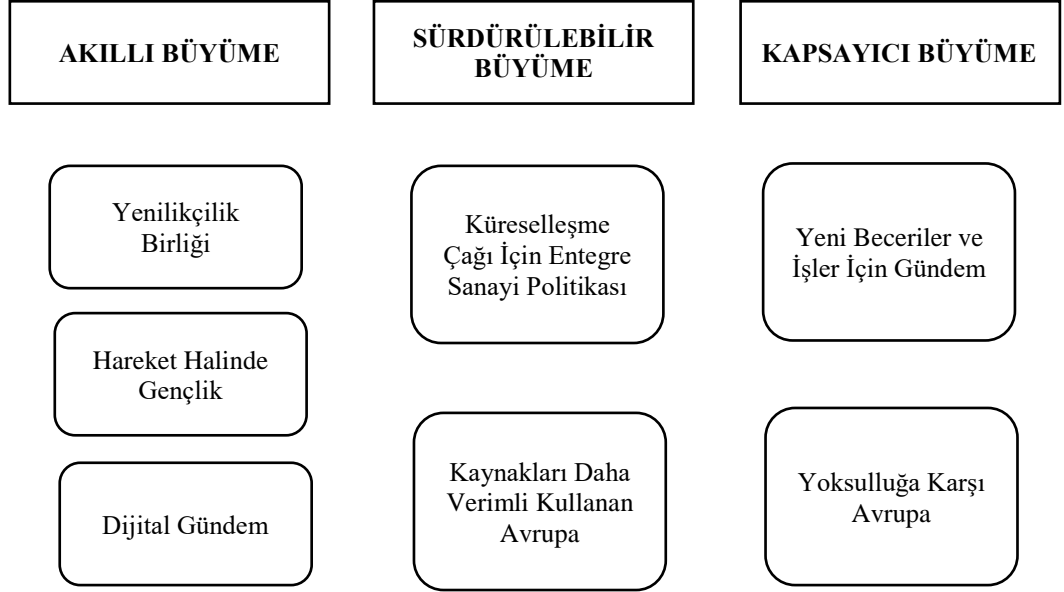 AKILLI BÜYÜME
SÜRDÜRÜLEBİLİR
BÜYÜME
KAPSAYICI BÜYÜME
Yenilikçilik
Birliği
Hareket Halinde
Gençlik
Dijital Gündem
Küreselleşme
Çağı İçin Entegre
Sanayi Politikası
Kaynakları Daha
Verimli Kullanan
Avrupa
Yeni Beceriler ve
İşler İçin Gündem
Yoksulluğa Karşı
Avrupa